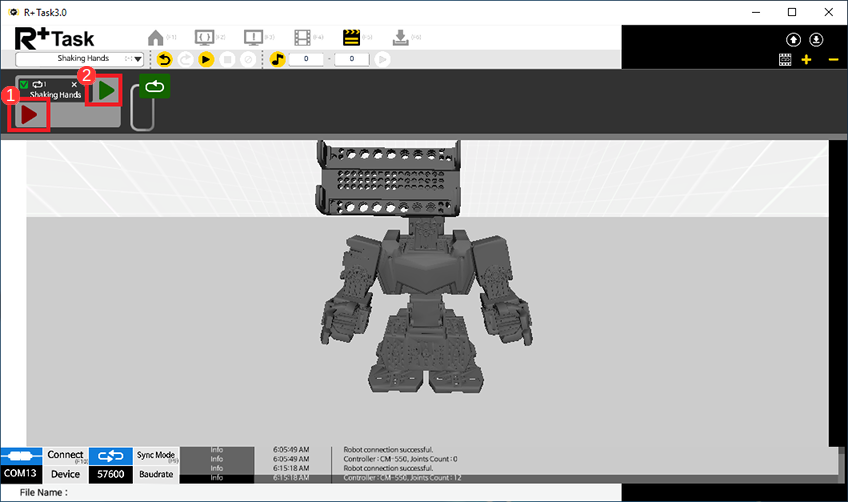 R+Task3.0
R+Task
Shaking Hands
0 - 0
1
Shaking Hands
1
2
Connect
Sync Mode
COM13
Device
57600
Baudrate
Info 6:05:49 AM Robot connection successful.
Info 6:05:49 AM Controller : CM-550, Joints Count : 0
Info 6:15:18 AM Robot connection successful.
Info 6:15:18 AM Controller : CM-550, Joints Count : 12
File Name :